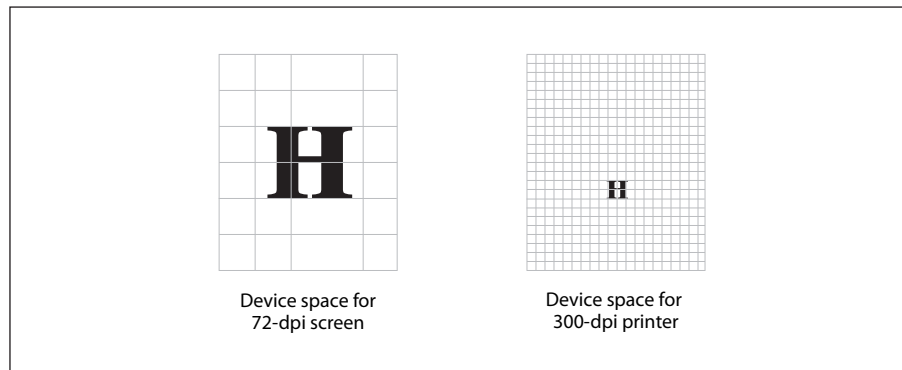 H
H
Device space for
72-dpi screen
Device space for
300-dpi printer